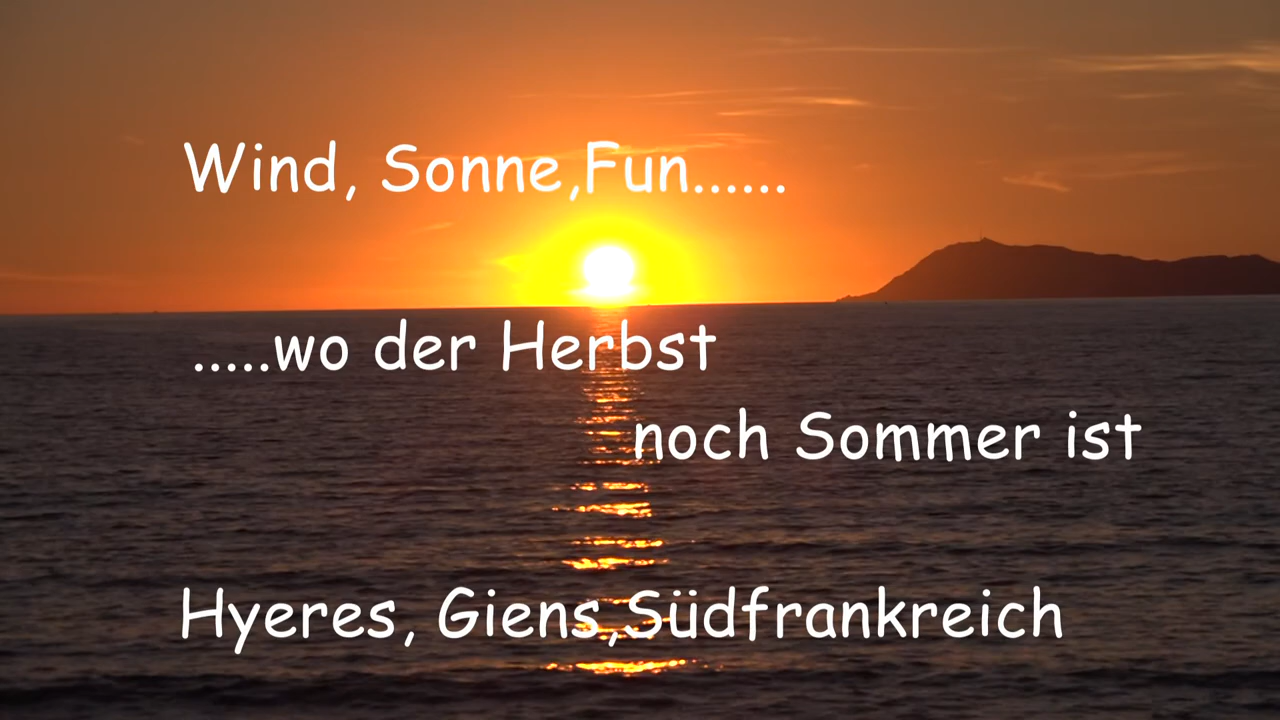 Wind, Sonne,Fun......
.....wo der Herbst
noch Sommer ist
Hyeres, Giens,Südfrankreich